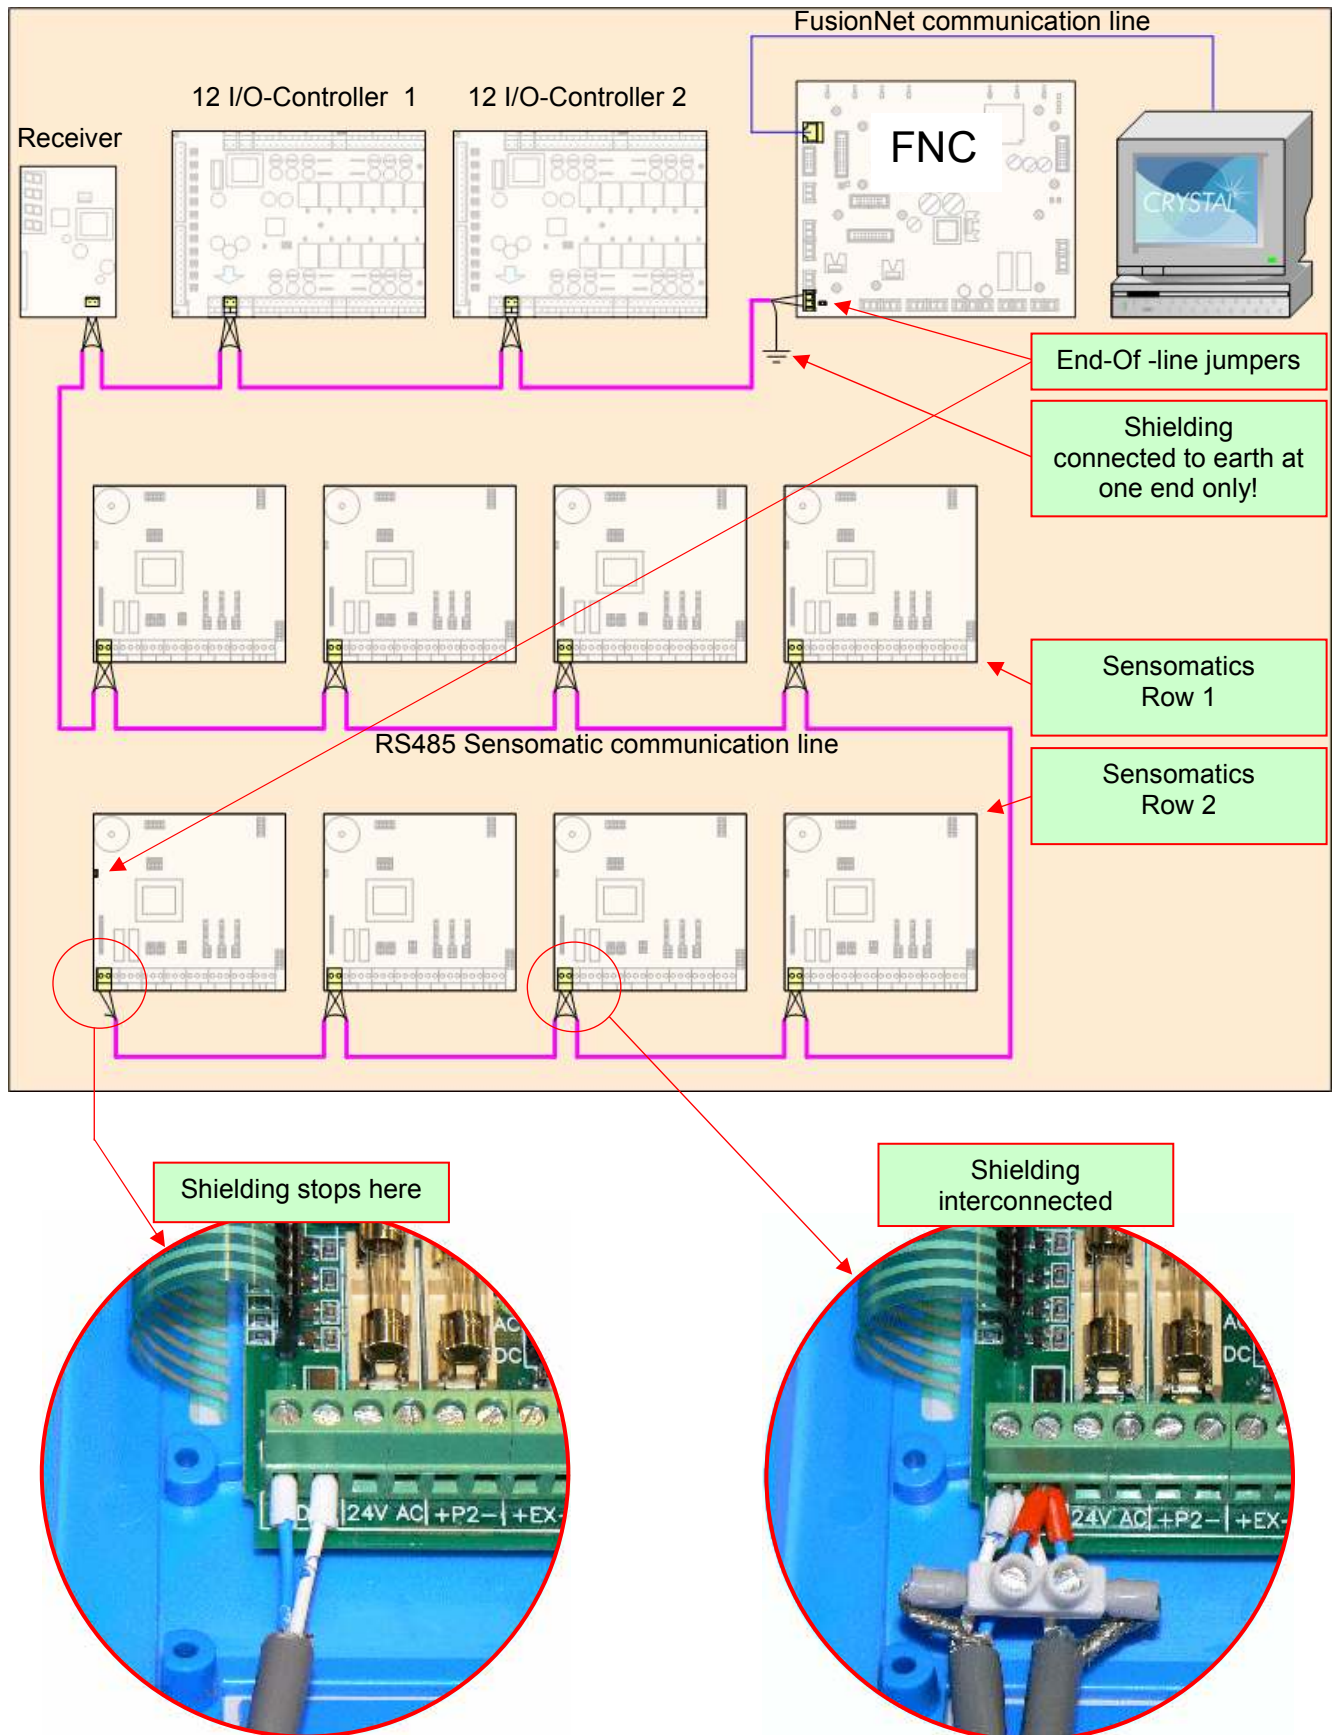 FusionNet communication line
12 I/O-Controller 1
12 I/O-Controller 2
Receiver
FNC
CRYSTAL
End-Of -line jumpers
Shielding
connected to earth at
one end only!
Sensomatics
Row 1
RS485 Sensomatic communication line
Sensomatics
Row 2
Shielding stops here
Shielding
interconnected
AC
DC
24V AC
+P2-
+EX-
AC
DC
24V AC
+P2-
+EX-